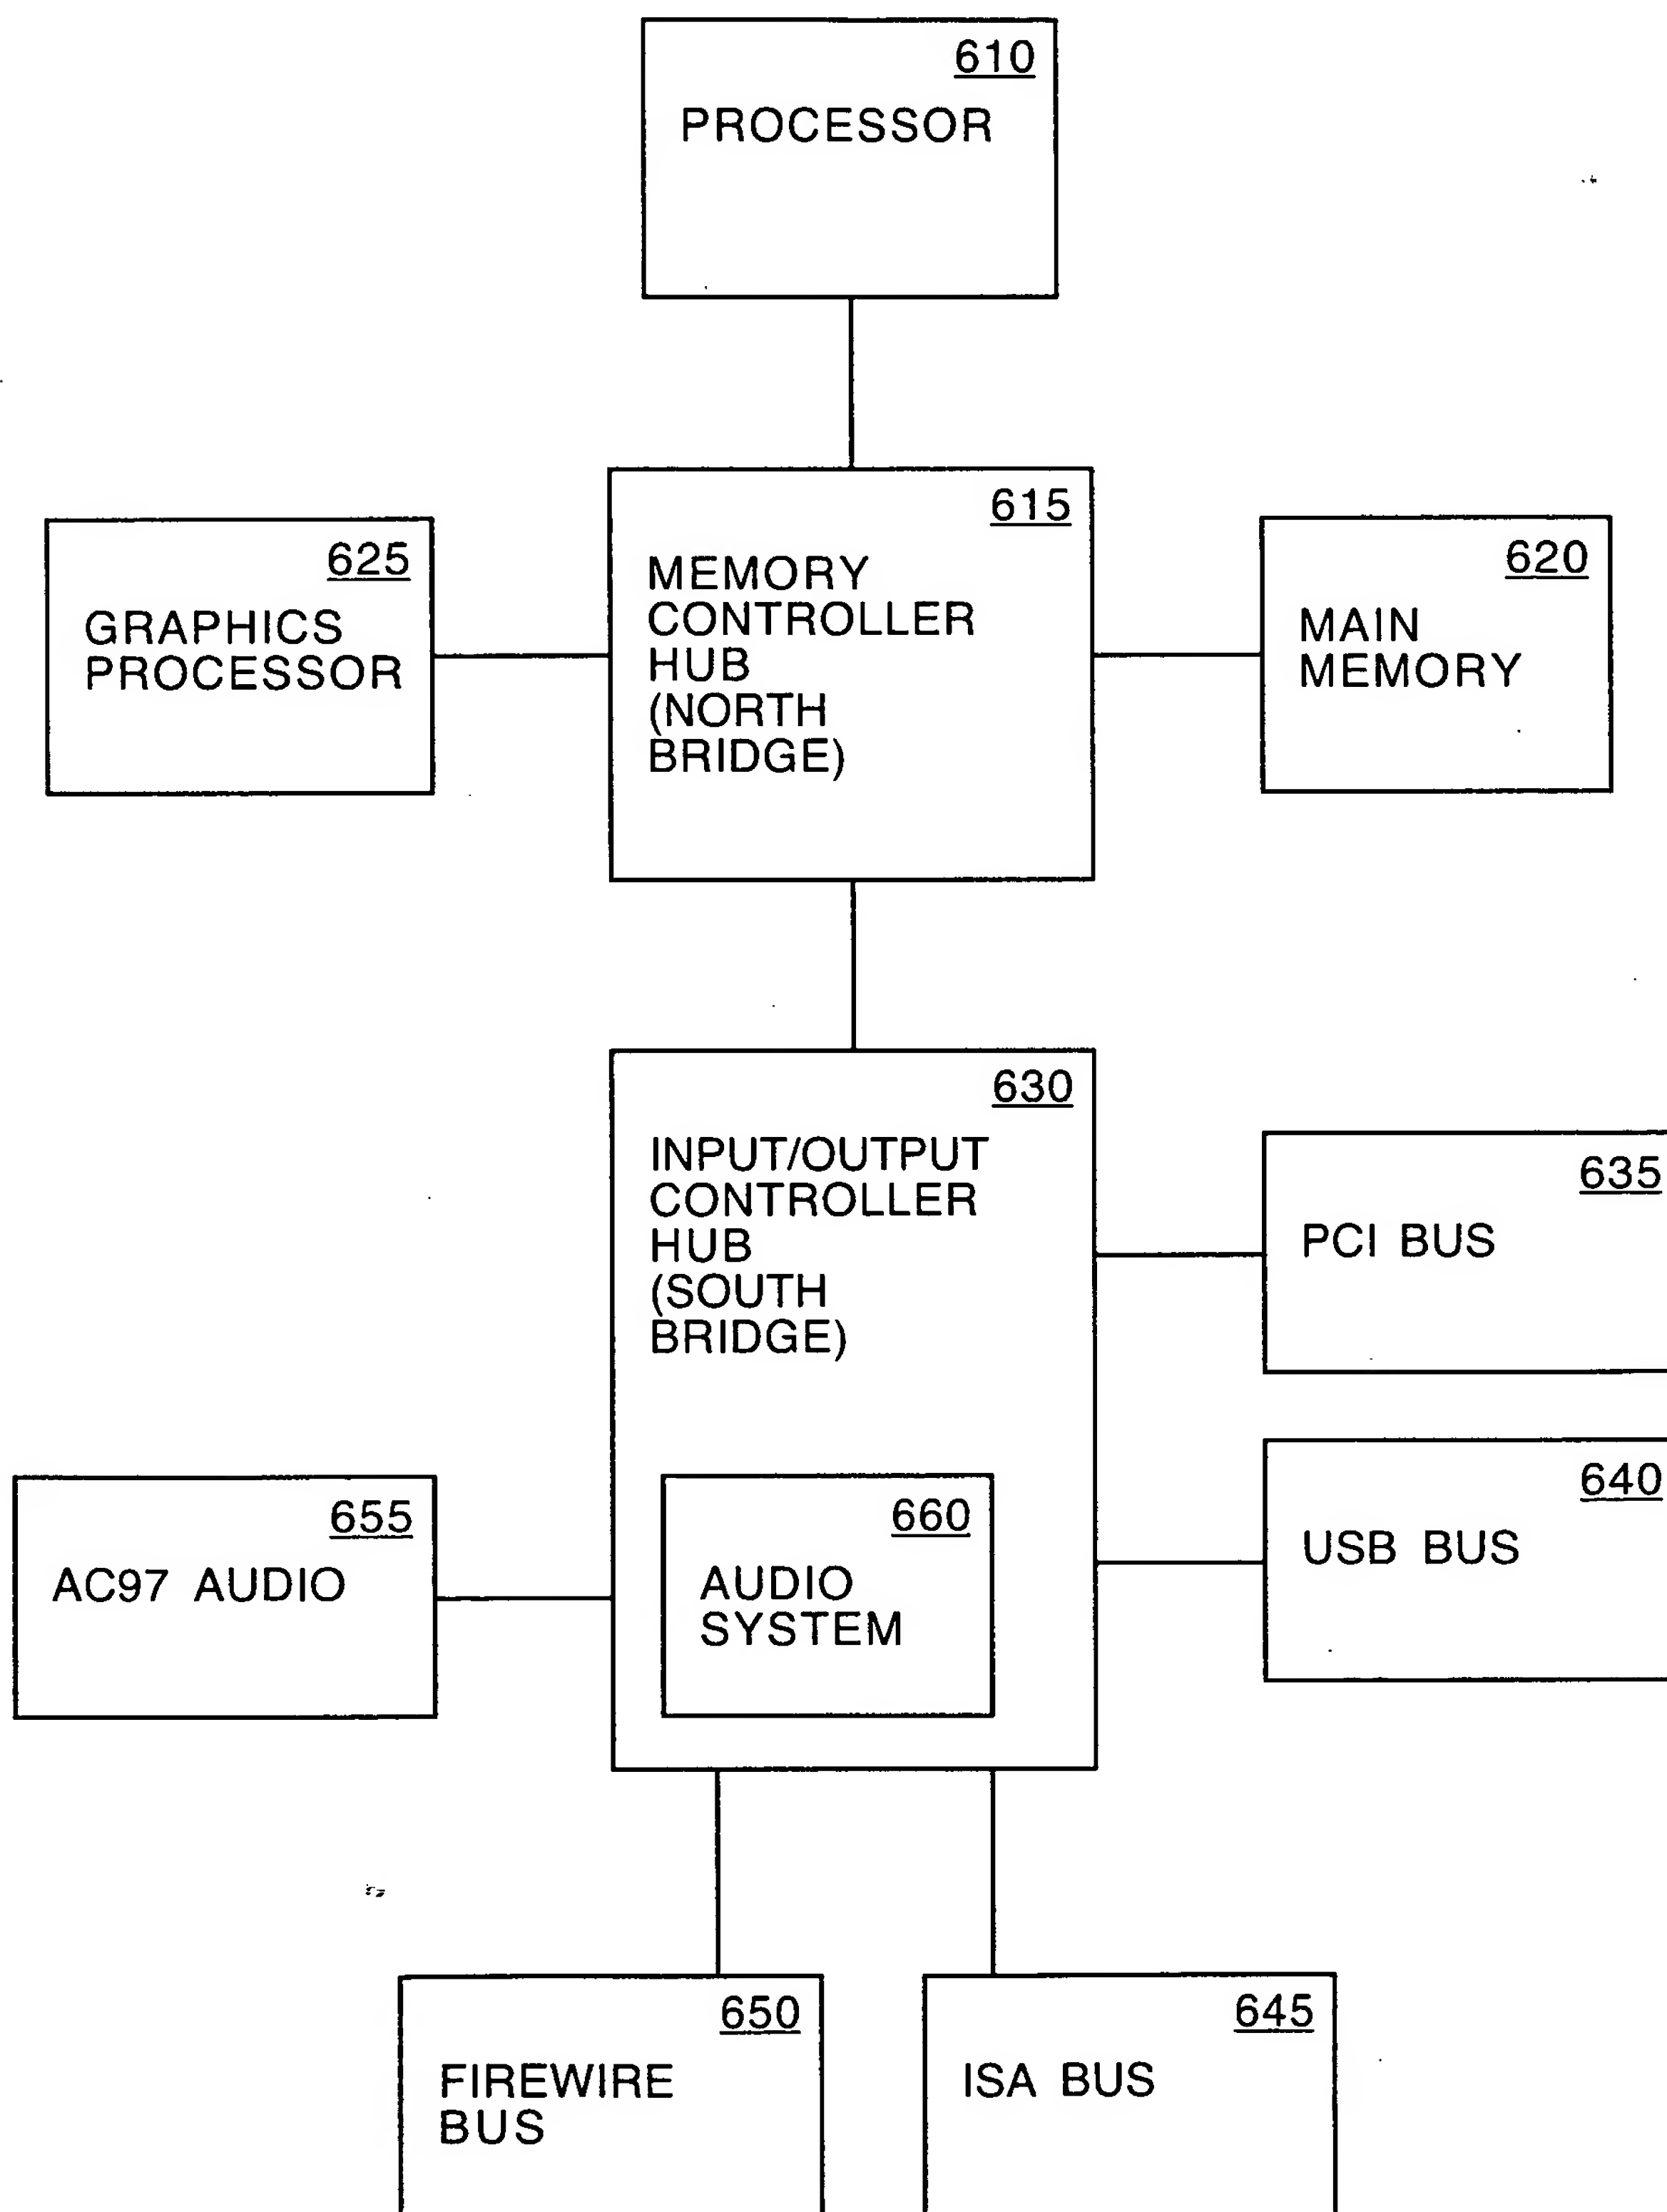 610
PROCESSOR
615
MEMORY
CONTROLLER
HUB
(NORTH
BRIDGE)
625
GRAPHICS
PROCESSOR
620
MAIN
MEMORY
630
INPUT/OUTPUT
CONTROLLER
HUB
(SOUTH
BRIDGE)
635
PCI BUS
640
USB BUS
655
AC97 AUDIO
660
AUDIO
SYSTEM
650
FIREWIRE
BUS
645
ISA BUS